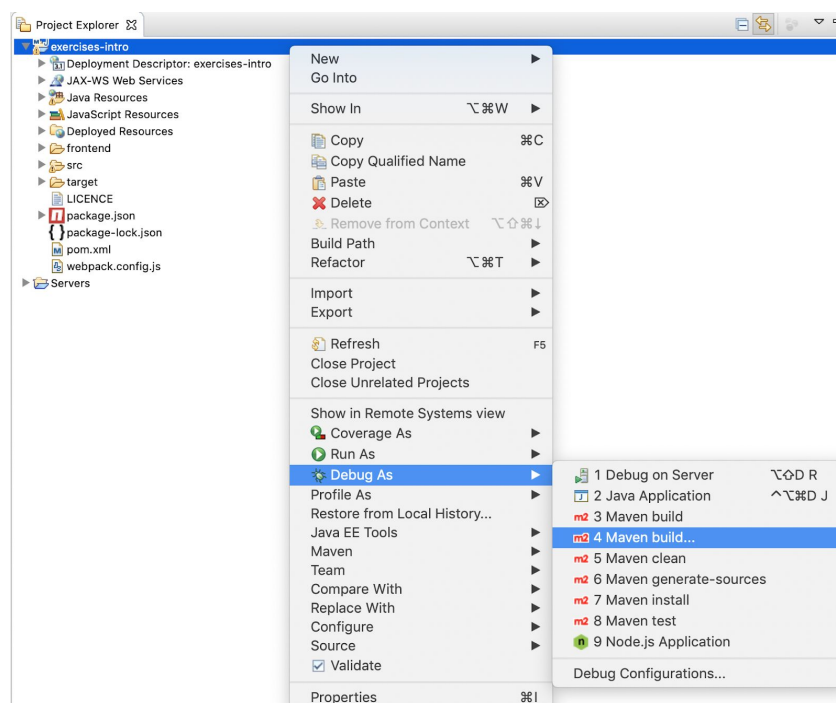 Project Explorer
exercises-intro
Deployment Descriptor: exercises-intro
JAX-WS Web Services
Java Resources
JavaScript Resources
Deployed Resources
frontend
src
target
LICENCE
package.json
package-lock.json
pom.xml
webpack.config.js
Servers
New
Go Into
Show In ⌥⌘W
Copy ⌘C
Copy Qualified Name
Paste ⌘V
Delete ⌦
Remove from Context ⌥⇧⌘↓
Build Path
Refactor ⌥⌘T
Import
Export
Refresh F5
Close Project
Close Unrelated Projects
Show in Remote Systems view
Coverage As
Run As
Debug As
Profile As
Restore from Local History...
Java EE Tools
Maven
Team
Compare With
Replace With
Configure
Source
Validate
Properties ⌘I
1 Debug on Server ⌥⇧D R
2 Java Application ^⌥⌘D J
m2 3 Maven build
m2 4 Maven build...
m2 5 Maven clean
m2 6 Maven generate-sources
m2 7 Maven install
m2 8 Maven test
n 9 Node.js Application
Debug Configurations...